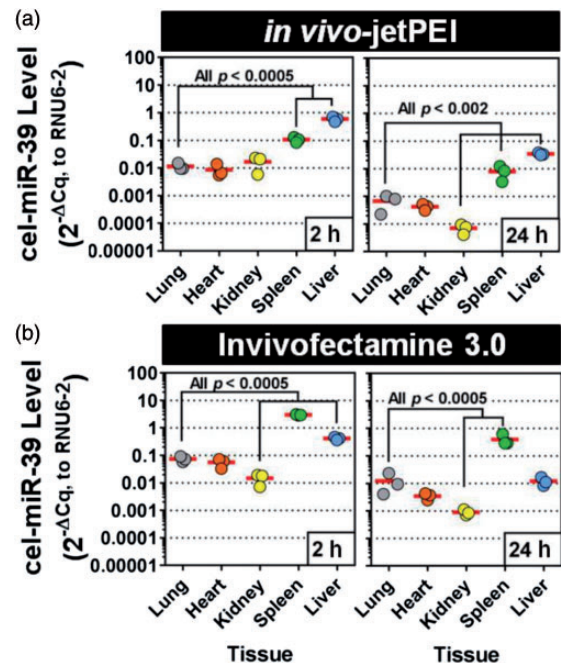 (a)
in vivo-jetPEI
cel-miR-39 Level
(2^-ΔCq, to RNU6-2)
100
10
1
0.1
0.01
0.001
0.0001
0.00001
All p < 0.0005
2 h
All p < 0.002
24 h
Lung
Heart
Kidney
Spleen
Liver
Lung
Heart
Kidney
Spleen
Liver
(b)
Invivofectamine 3.0
cel-miR-39 Level
(2^-ΔCq, to RNU6-2)
100
10
1
0.1
0.01
0.001
0.0001
0.00001
All p < 0.0005
2 h
All p < 0.0005
24 h
Lung
Heart
Kidney
Spleen
Liver
Lung
Heart
Kidney
Spleen
Liver
Tissue
Tissue